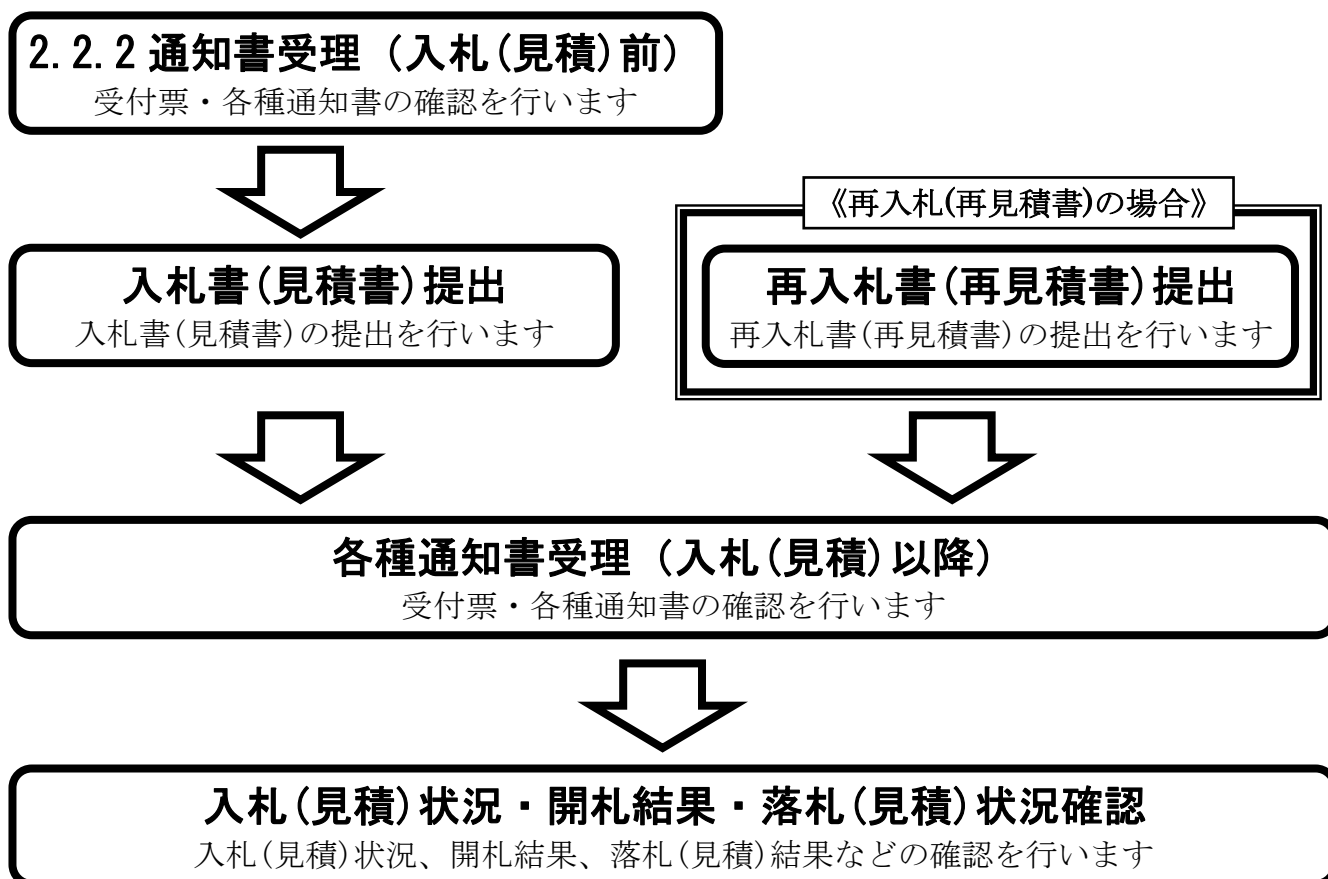 2.2.2 通知書受理（入札(見積)前）
受付票・各種通知書の確認を行います
入札書(見積書)提出
入札書(見積書)の提出を行います
《再入札(再見積書)の場合》
再入札書(再見積書)提出
再入札書(再見積書)の提出を行います
各種通知書受理（入札(見積)以降）
受付票・各種通知書の確認を行います
入札(見積)状況・開札結果・落札(見積)状況確認
入札(見積)状況、開札結果、落札(見積)結果などの確認を行います